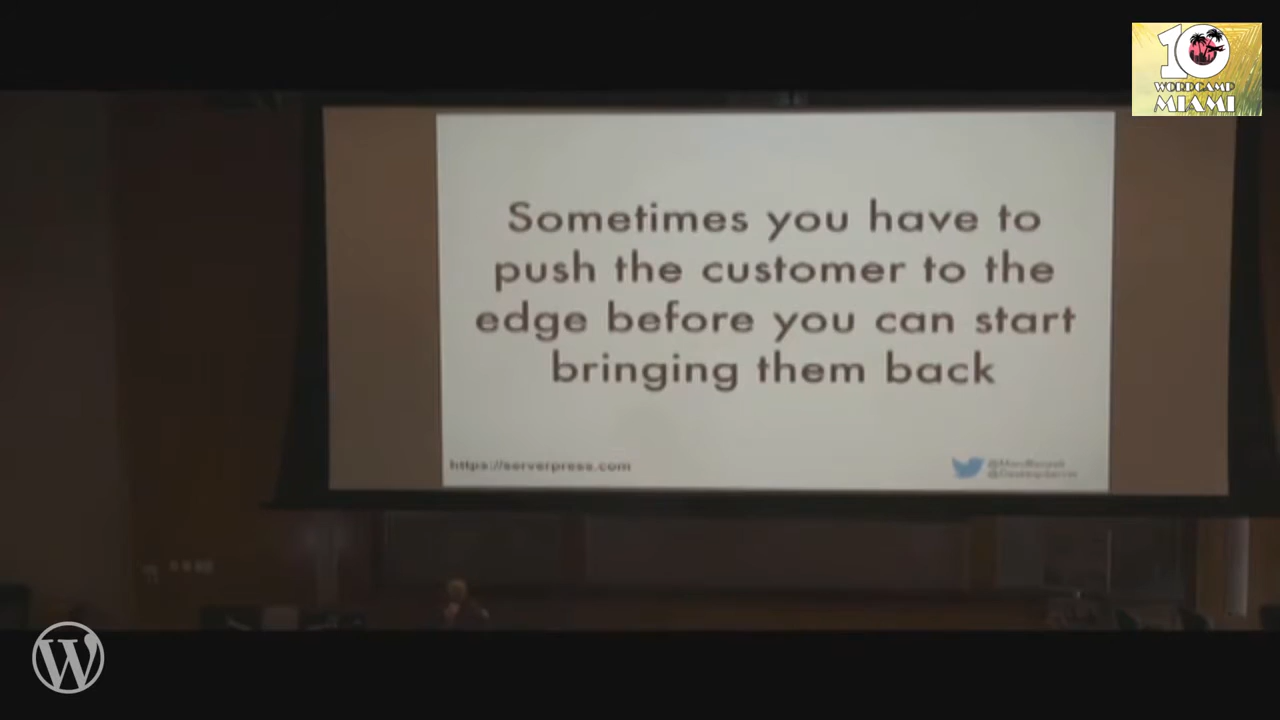 10
WORDCAMP
MIAMI
Sometimes you have to
push the customer to the
edge before you can start
bringing them back
https://serverpress.com